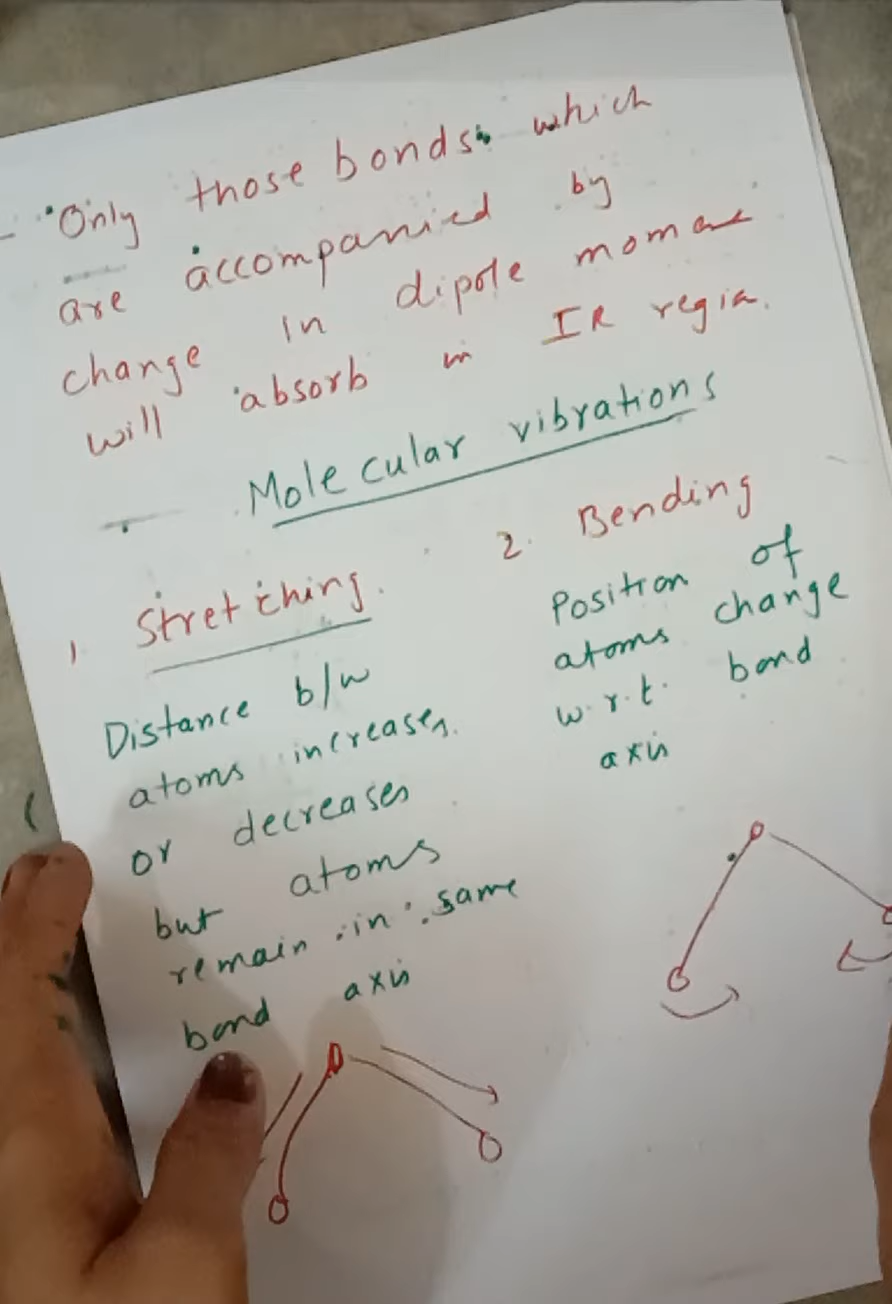 - Only those bonds which
are accompanied by
change in dipole moment
will absorb in IR region.
Molecular vibrations
1 Stretching.
Distance b/w
atoms increases
or decreases
but atoms
remain in same
bond axis
2. Bending
Position of
atoms change
w.r.t. bond
axis